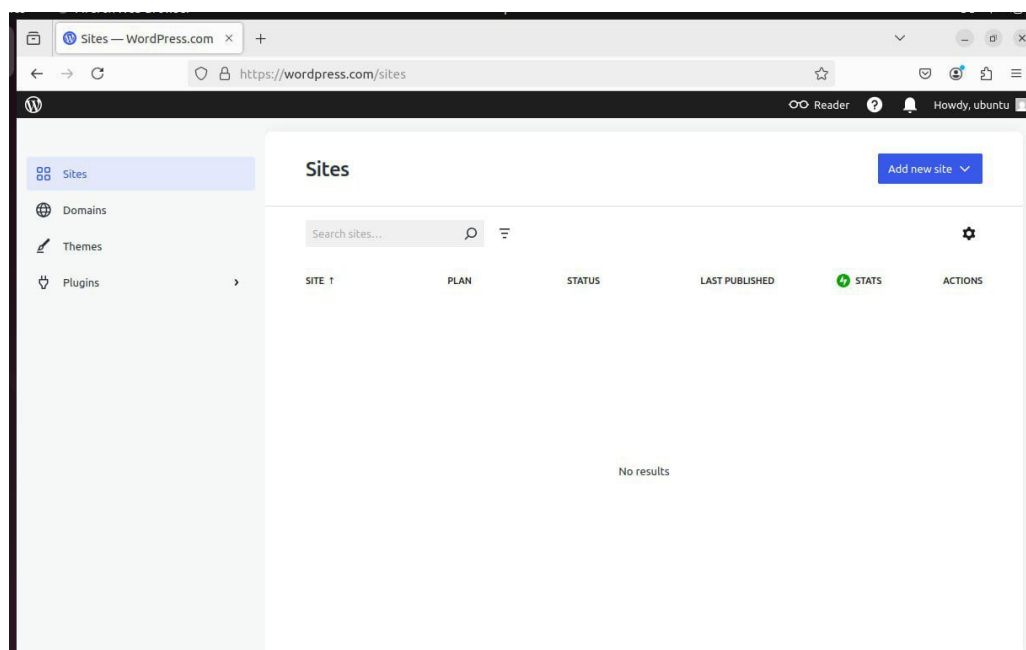 Sites — WordPress.com
https://wordpress.com/sites
Reader
Howdy, ubuntu
Sites
Domains
Themes
Plugins
Sites
Add new site
Search sites...
SITE ↑ PLAN STATUS LAST PUBLISHED STATS ACTIONS
No results